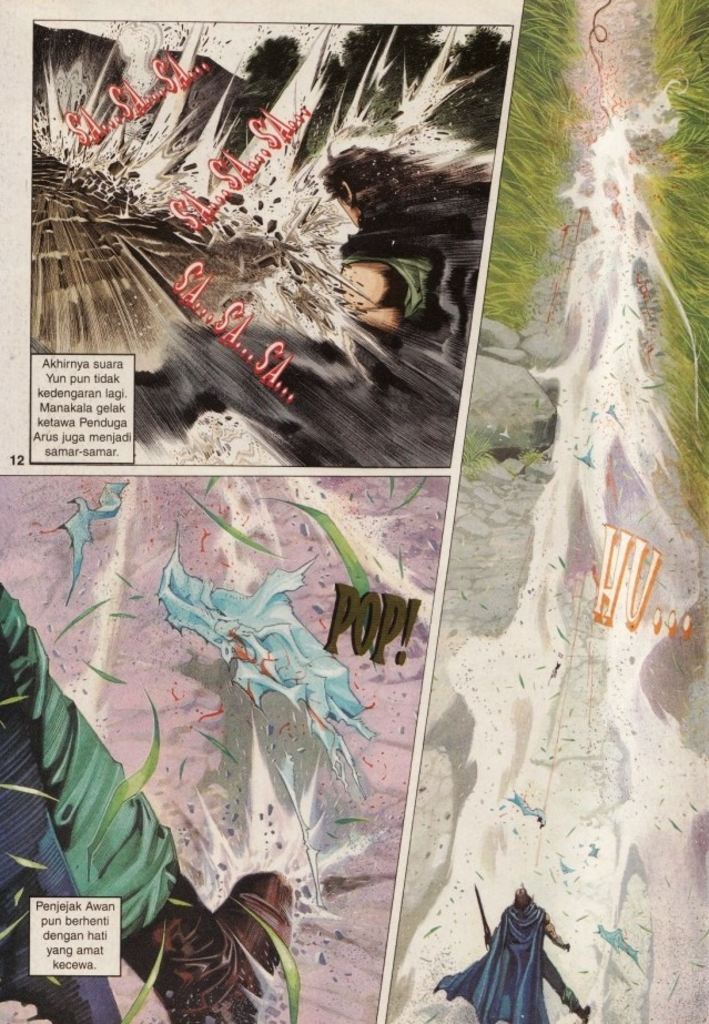 SA...SA...SA...
SA...SA...SA...
SA...SA...SA...
Akhirnya suara
Yun pun tidak
kedengaran lagi.
Manakala gelak
ketawa Penduga
Arus juga menjadi
samar-samar.
12
HU...
POP!
Penjejak Awan
pun berhenti
dengan hati
yang amat
kecewa.